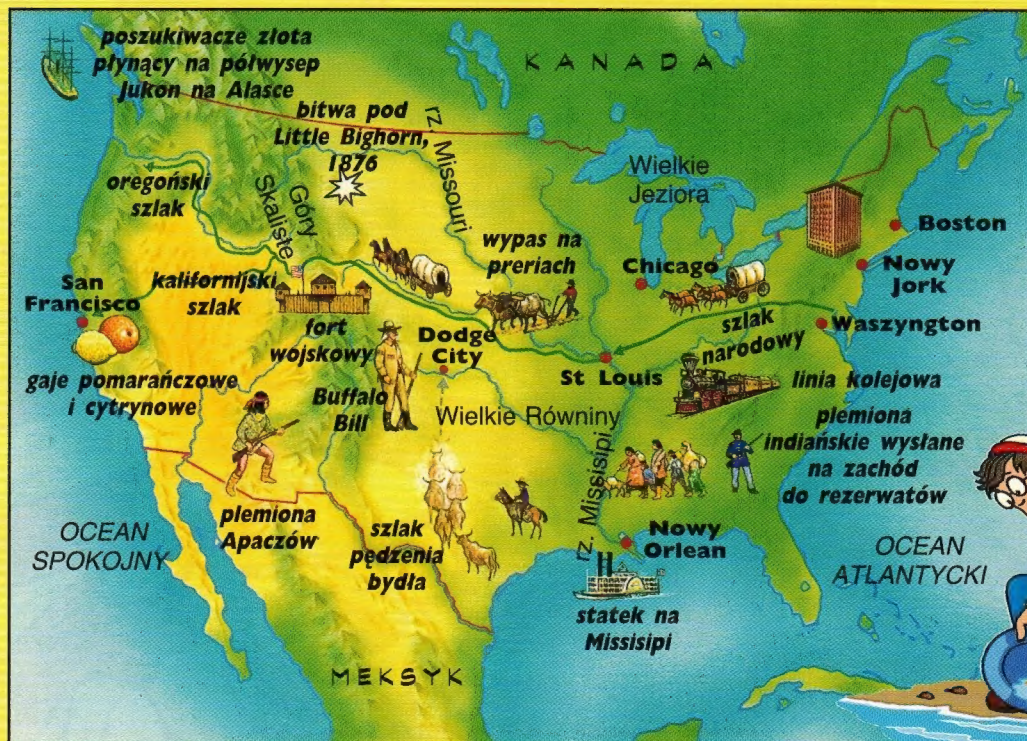 poszukiwacze złota
płynący na półwysep
Jukon na Alasce
KANADA
bitwa pod
Little Bighorn,
1876
rz. Missouri
Wielkie
Jeziora
oregoński
szlak
Góry
Skaliste
wypas na
preriach
Boston
Chicago
Nowy
Jork
San
Francisco
kalifornijski
szlak
fort
wojskowy
Dodge
City
szlak
narodowy
Waszyngton
St Louis
linia kolejowa
gaje pomarańczowe
i cytrynowe
Buffalo
Bill
Wielkie Równiny
plemiona
indiańskie wysłane
na zachód
do rezerwatów
rz. Missisipi
plemiona
Apaczów
szlak
pędzenia
bydła
Nowy
Orlean
OCEAN
SPOKOJNY
OCEAN
ATLANTYCKI
statek na
Missisipi
MEKSYK